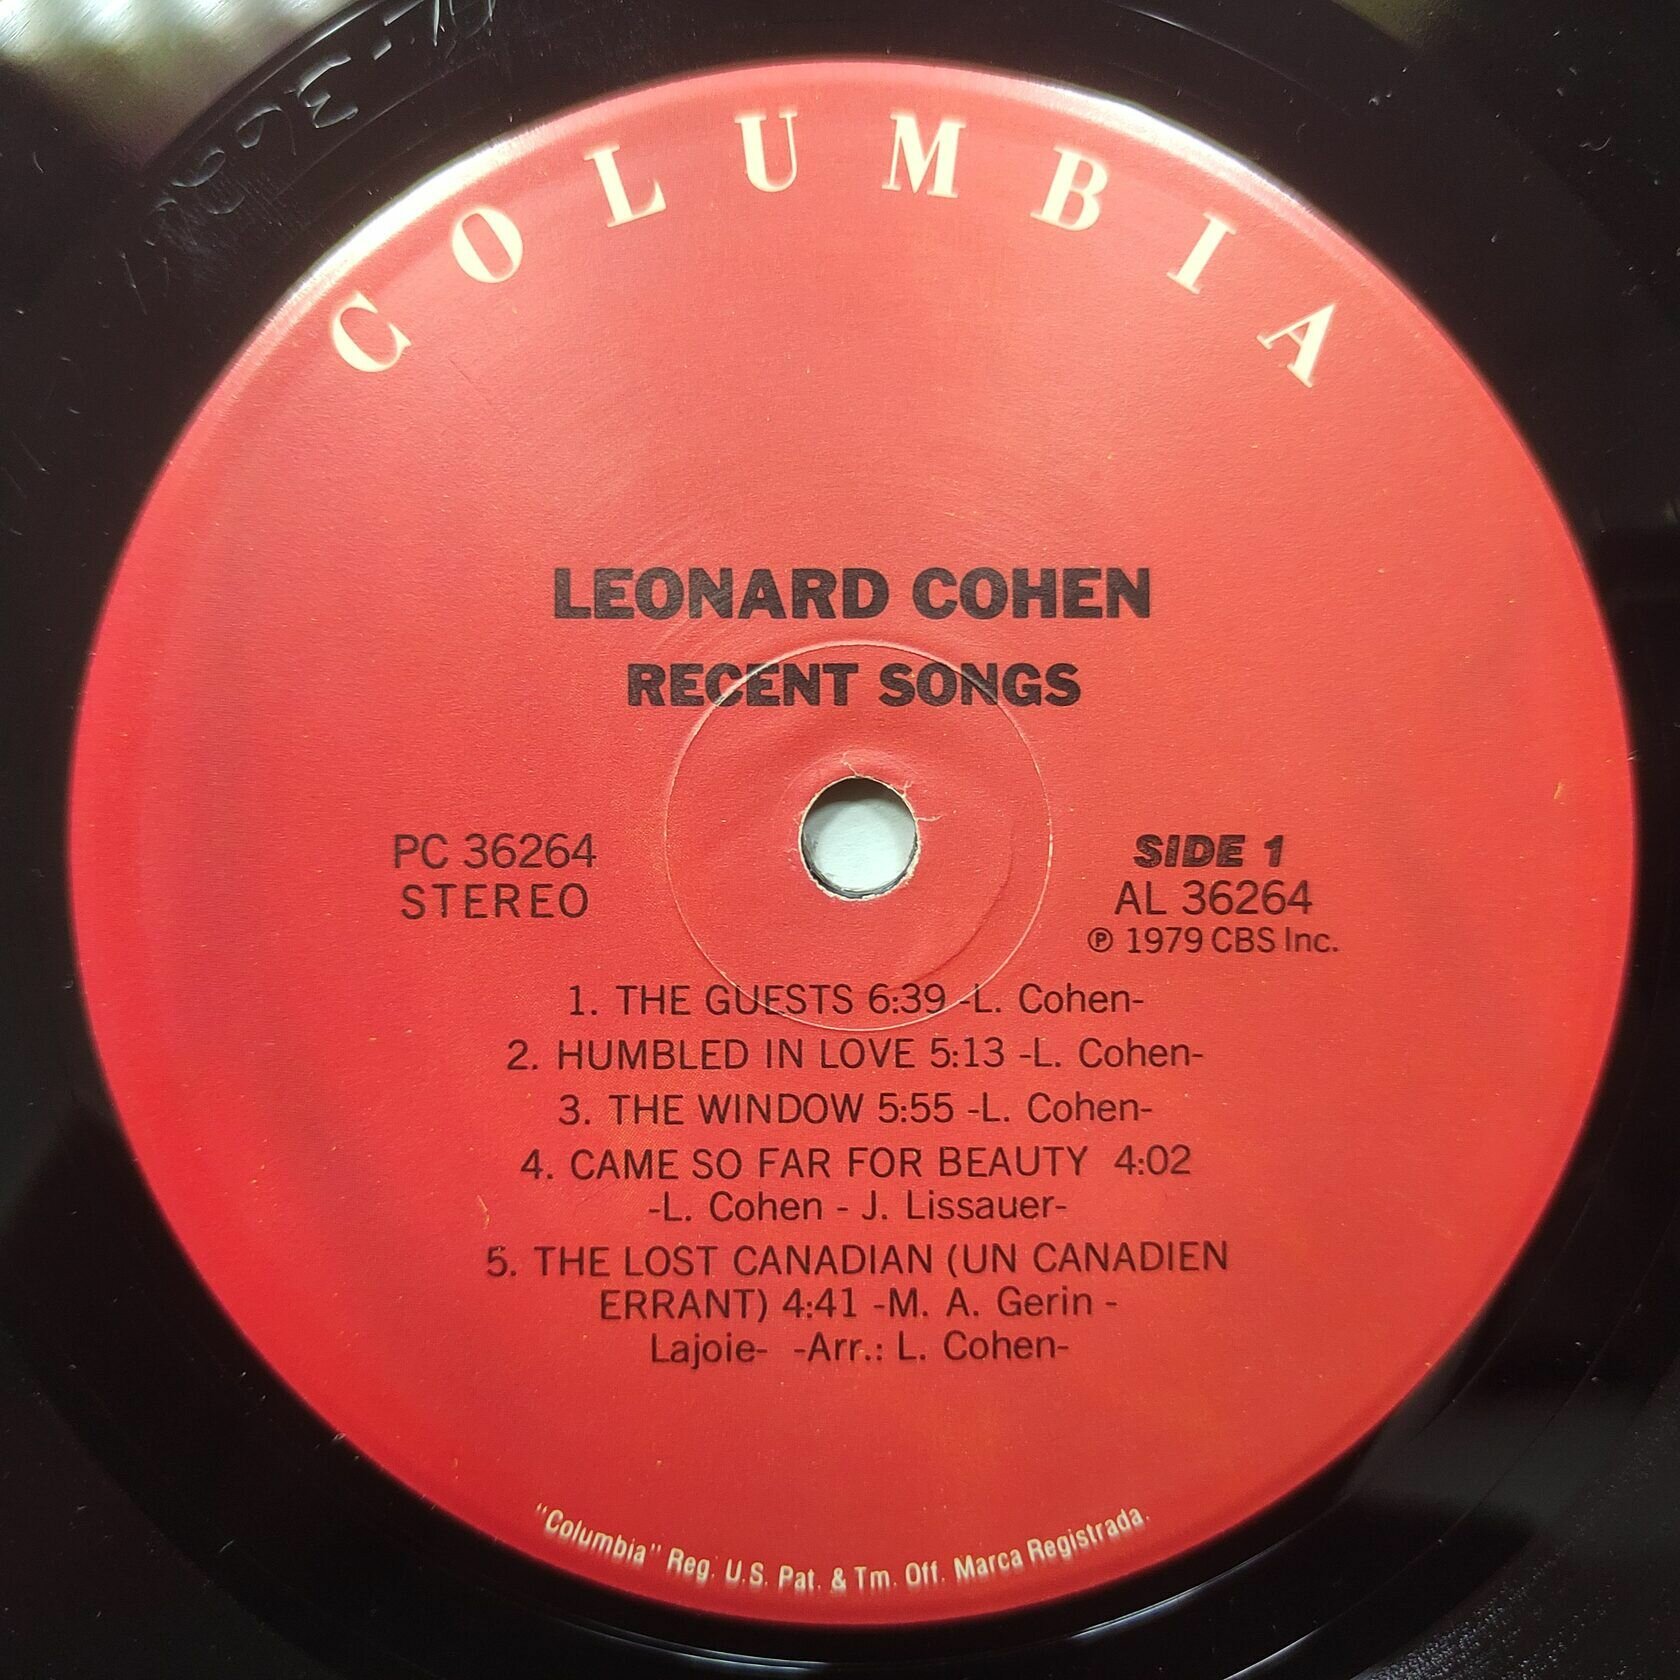 COLUMBIA
LEONARD COHEN
RECENT SONGS
PC 36264
STEREO
SIDE 1
AL 36264
℗ 1979 CBS Inc.
1. THE GUESTS 6:39 -L. Cohen-
2. HUMBLED IN LOVE 5:13 -L. Cohen-
3. THE WINDOW 5:55 -L. Cohen-
4. CAME SO FAR FOR BEAUTY 4:02
-L. Cohen - J. Lissauer-
5. THE LOST CANADIAN (UN CANADIEN
ERRANT) 4:41 -M. A. Gerin -
Lajoie- -Arr.: L. Cohen-
"Columbia" Reg. U.S. Pat. & Tm. Off. Marca Registrada.